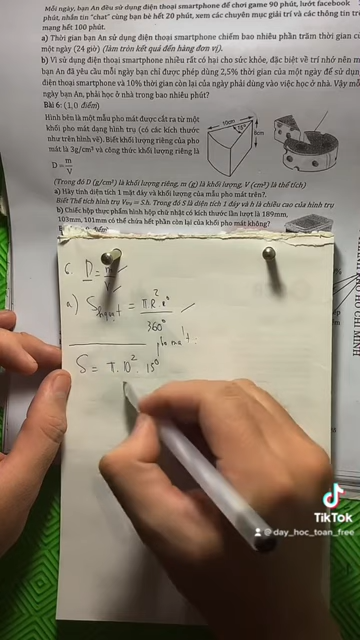 Mỗi ngày, bạn An đều sử dụng điện thoại smartphone để chơi game 90 phút, lướt facebook
phút, nhắn tin "chat" cùng bạn bè hết 20 phút, xem các chuyên mục giải trí và các thông tin tr
mạng hết 100 phút.
a) Thời gian bạn An sử dụng điện thoại smartphone chiếm bao nhiêu phần trăm thời gian củ
một ngày (24 giờ) (làm tròn kết quả đến hàng đơn vị).
b) Vì sử dụng điện thoại smartphone nhiều rất có hại cho sức khỏe, đặc biệt về trí nhớ nên m
bạn An đã yêu cầu mỗi ngày bạn chỉ được phép dùng 2,5% thời gian của một ngày để sử dụn
điện thoại smartphone và 10% thời gian còn lại của ngày phải dùng vào việc học ở nhà. Vậy mỗ
ngày bạn An, phải học ở nhà trong bao nhiêu phút?
Bài 6: (1,0 điểm)
Hình bên là một mẫu pho mát được cắt ra từ một
khối pho mát dạng hình trụ (có các kích thước
như trên hình vẽ). Biết khối lượng riêng của pho
mát là 3g/cm³ và công thức khối lượng riêng là
D = m/V
10cm
15°
8cm
(Trong đó D (g/cm³) là khối lượng riêng, m (g) là khối lượng, V (cm³) là thể tích)
a) Hãy tính diện tích 1 mặt đáy và khối lượng của mẫu pho mát trên?
Biết Thể tích hình trụ Vtrụ = S.h. Trong đó S là diện tích 1 đáy và h là chiều cao của hình trụ
b) Chiếc hộp thực phẩm hình hộp chữ nhật có kích thước lần lượt là 189mm,
103mm, 101mm có thể chứa hết phần còn lại của khối pho mát không?
6. D = m/V
a) Squạt = πR².n°/360°
pho mát
S = π.10².15°
HỒ CHÍ MINH
TikTok
@day_hoc_toan_free